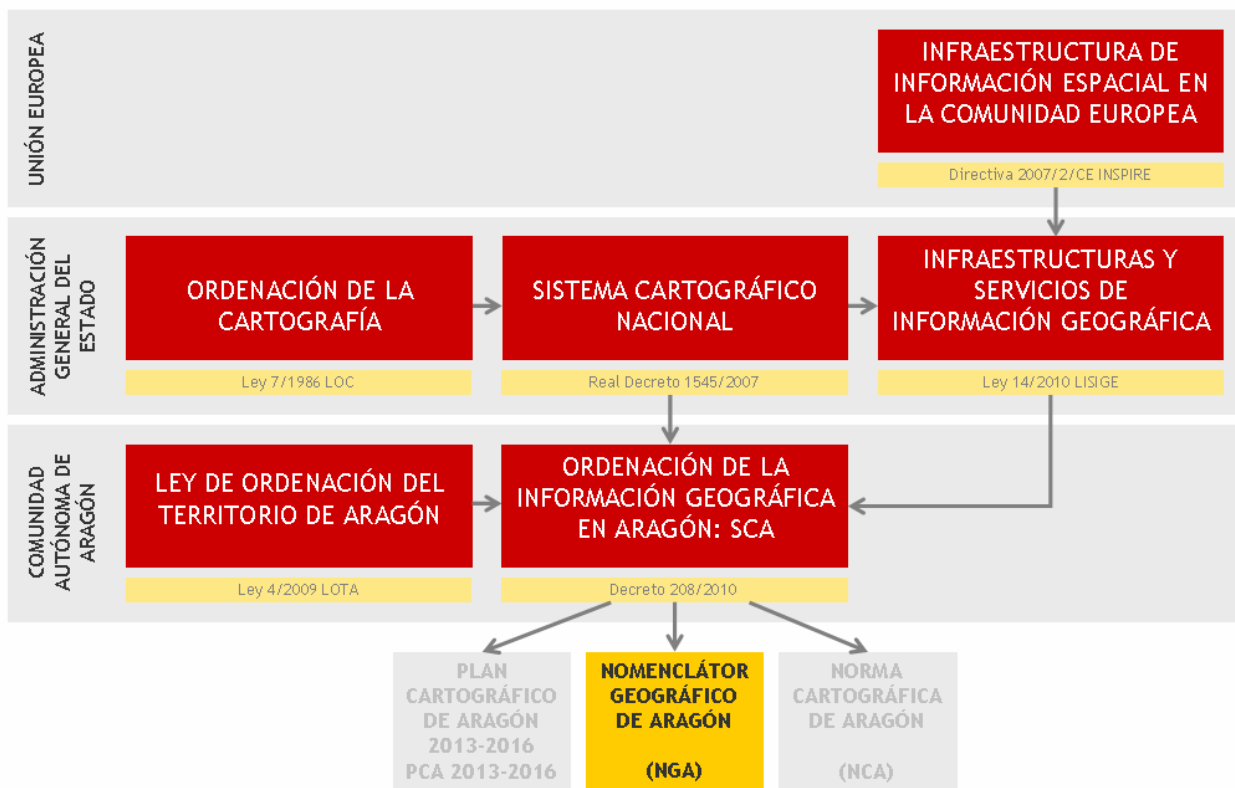 UNIÓN EUROPEA
INFRAESTRUCTURA DE
INFORMACIÓN ESPACIAL EN
LA COMUNIDAD EUROPEA
Directiva 2007/2/CE INSPIRE
ADMINISTRACIÓN
GENERAL DEL
ESTADO
ORDENACIÓN DE LA
CARTOGRAFÍA
Ley 7/1986 LOC
SISTEMA CARTOGRÁFICO
NACIONAL
Real Decreto 1545/2007
INFRAESTRUCTURAS Y
SERVICIOS DE
INFORMACIÓN GEOGRÁFICA
Ley 14/2010 LISIGE
COMUNIDAD
AUTÓNOMA DE
ARAGÓN
LEY DE ORDENACIÓN DEL
TERRITORIO DE ARAGÓN
Ley 4/2009 LOTA
ORDENACIÓN DE LA
INFORMACIÓN GEOGRÁFICA
EN ARAGÓN: SCA
Decreto 208/2010
PLAN
CARTOGRÁFICO
DE ARAGÓN
2013-2016
PCA 2013-2016
NOMENCLÁTOR
GEOGRÁFICO
DE ARAGÓN
(NGA)
NORMA
CARTOGRÁFICA
DE ARAGÓN
(NCA)